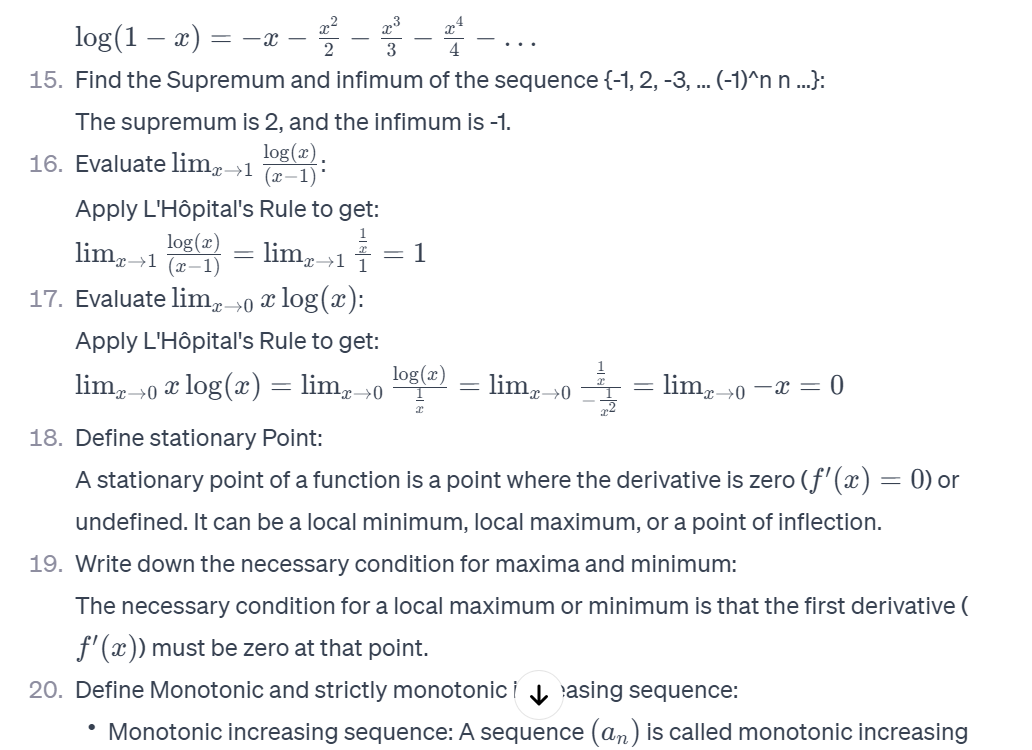 log(1 − x) = −x − x²/2 − x³/3 − x⁴/4 − …
15. Find the Supremum and infimum of the sequence {-1, 2, -3, ... (-1)^n n ...}:
The supremum is 2, and the infimum is -1.
16. Evaluate lim_{x→1} log(x)/(x−1):
Apply L'Hôpital's Rule to get:
lim_{x→1} log(x)/(x−1) = lim_{x→1} (1/x)/1 = 1
17. Evaluate lim_{x→0} x log(x):
Apply L'Hôpital's Rule to get:
lim_{x→0} x log(x) = lim_{x→0} log(x)/(1/x) = lim_{x→0} (1/x)/(−1/x²) = lim_{x→0} −x = 0
18. Define stationary Point:
A stationary point of a function is a point where the derivative is zero (f′(x) = 0) or
undefined. It can be a local minimum, local maximum, or a point of inflection.
19. Write down the necessary condition for maxima and minimum:
The necessary condition for a local maximum or minimum is that the first derivative (
f′(x)) must be zero at that point.
20. Define Monotonic and strictly monotonic easing sequence:
• Monotonic increasing sequence: A sequence (aₙ) is called monotonic increasing